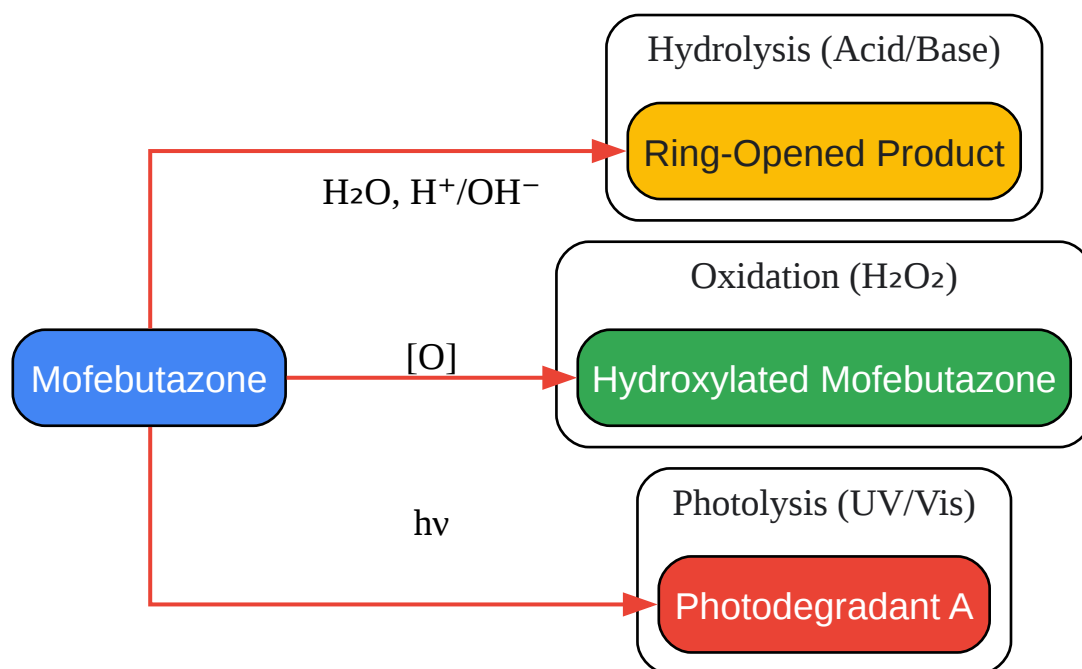 Hydrolysis (Acid/Base)
Ring-Opened Product
H₂O, H⁺/OH⁻
Oxidation (H₂O₂)
[O]
Mofebutazone
Hydroxylated Mofebutazone
Photolysis (UV/Vis)
hν
Photodegradant A